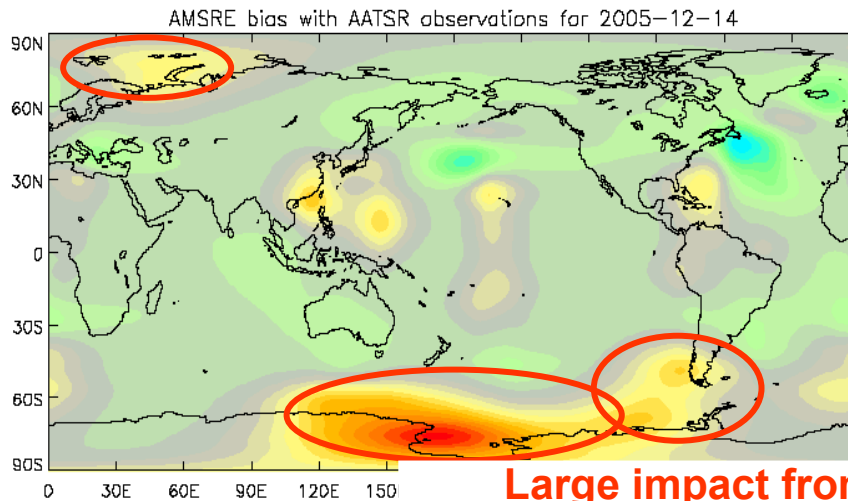 AMSRE bias with AATSR observations for 2005-12-14
90N
60N
30N
0
30S
60S
90S
0 30E 60E 90E 120E 150
Large impact from